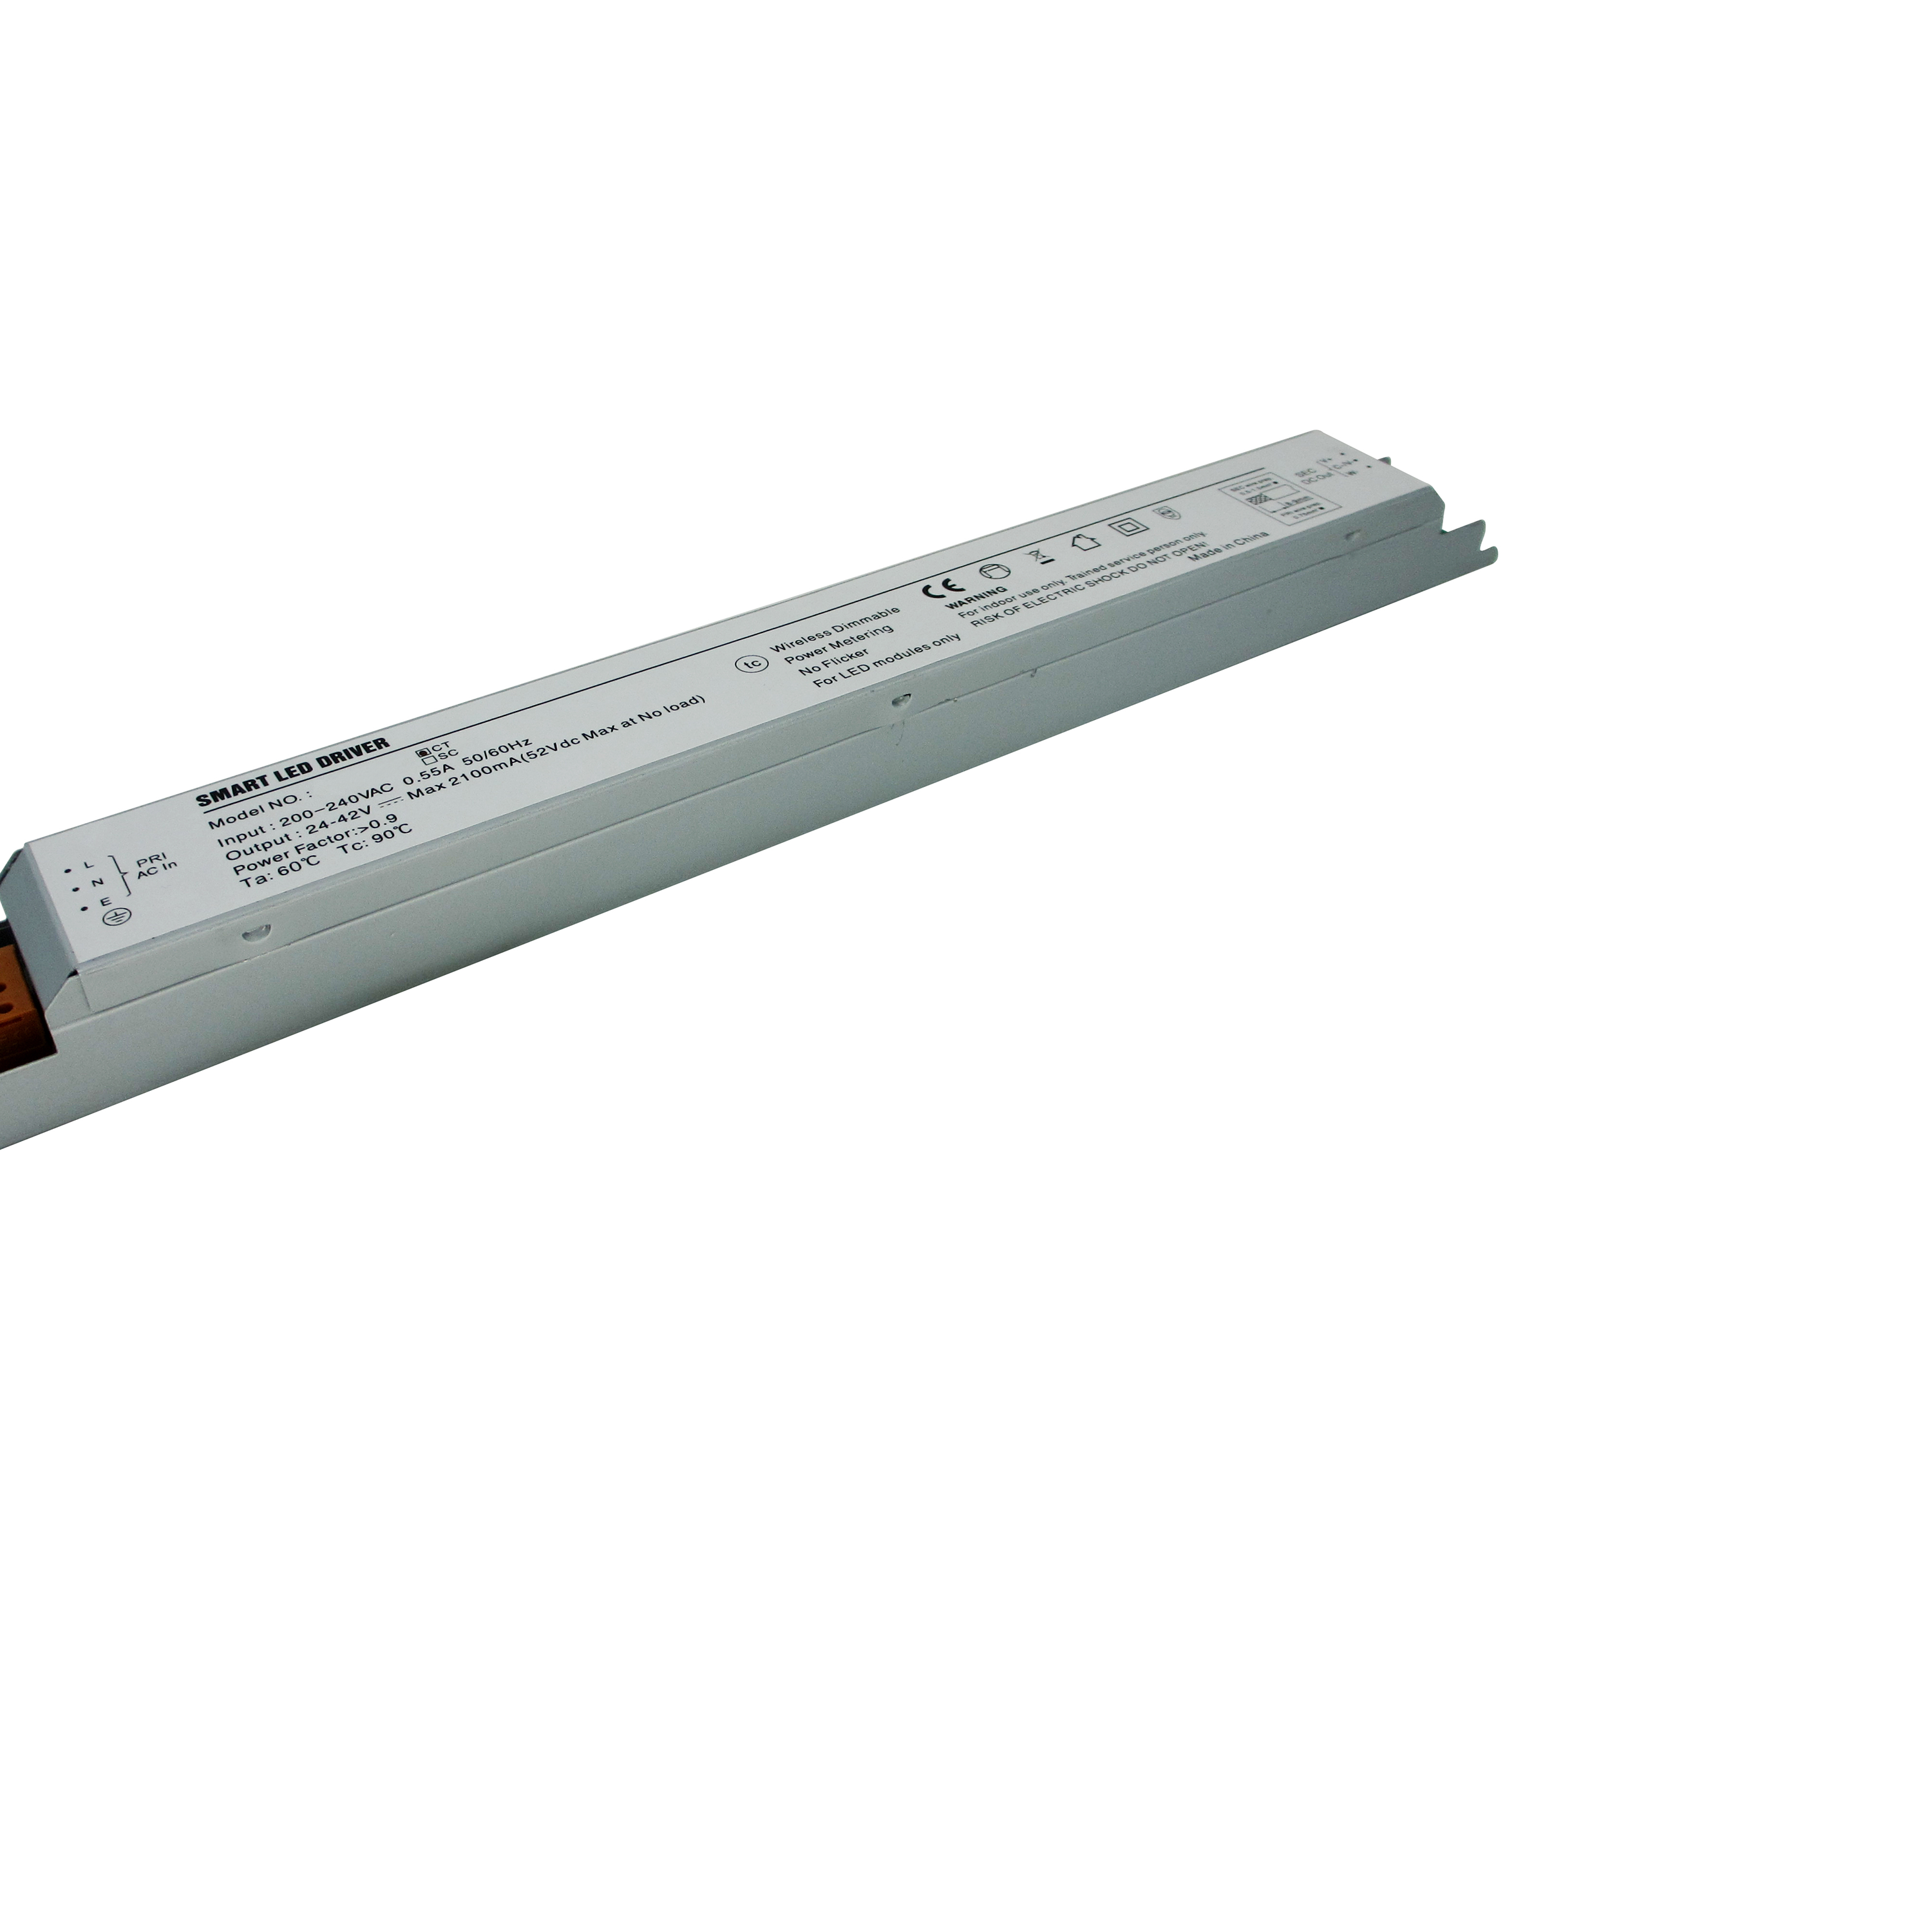 SMART LED DRIVER
Model NO. :
CT
SC
Input : 200-240VAC 0.55A 50/60Hz
Output : 24-42V Max 2100mA(52Vdc Max at No load)
Power Factor:>0.9
Ta: 60℃ Tc: 90℃
L
N
E
PRI
AC In
tc
Wireless Dimmable
Power Metering
No Flicker
For LED modules only
CE
WARNING
For indoor use only. Trained service person only.
RISK OF ELECTRIC SHOCK DO NOT OPEN!
Made in China
SEC
DC Out
V+